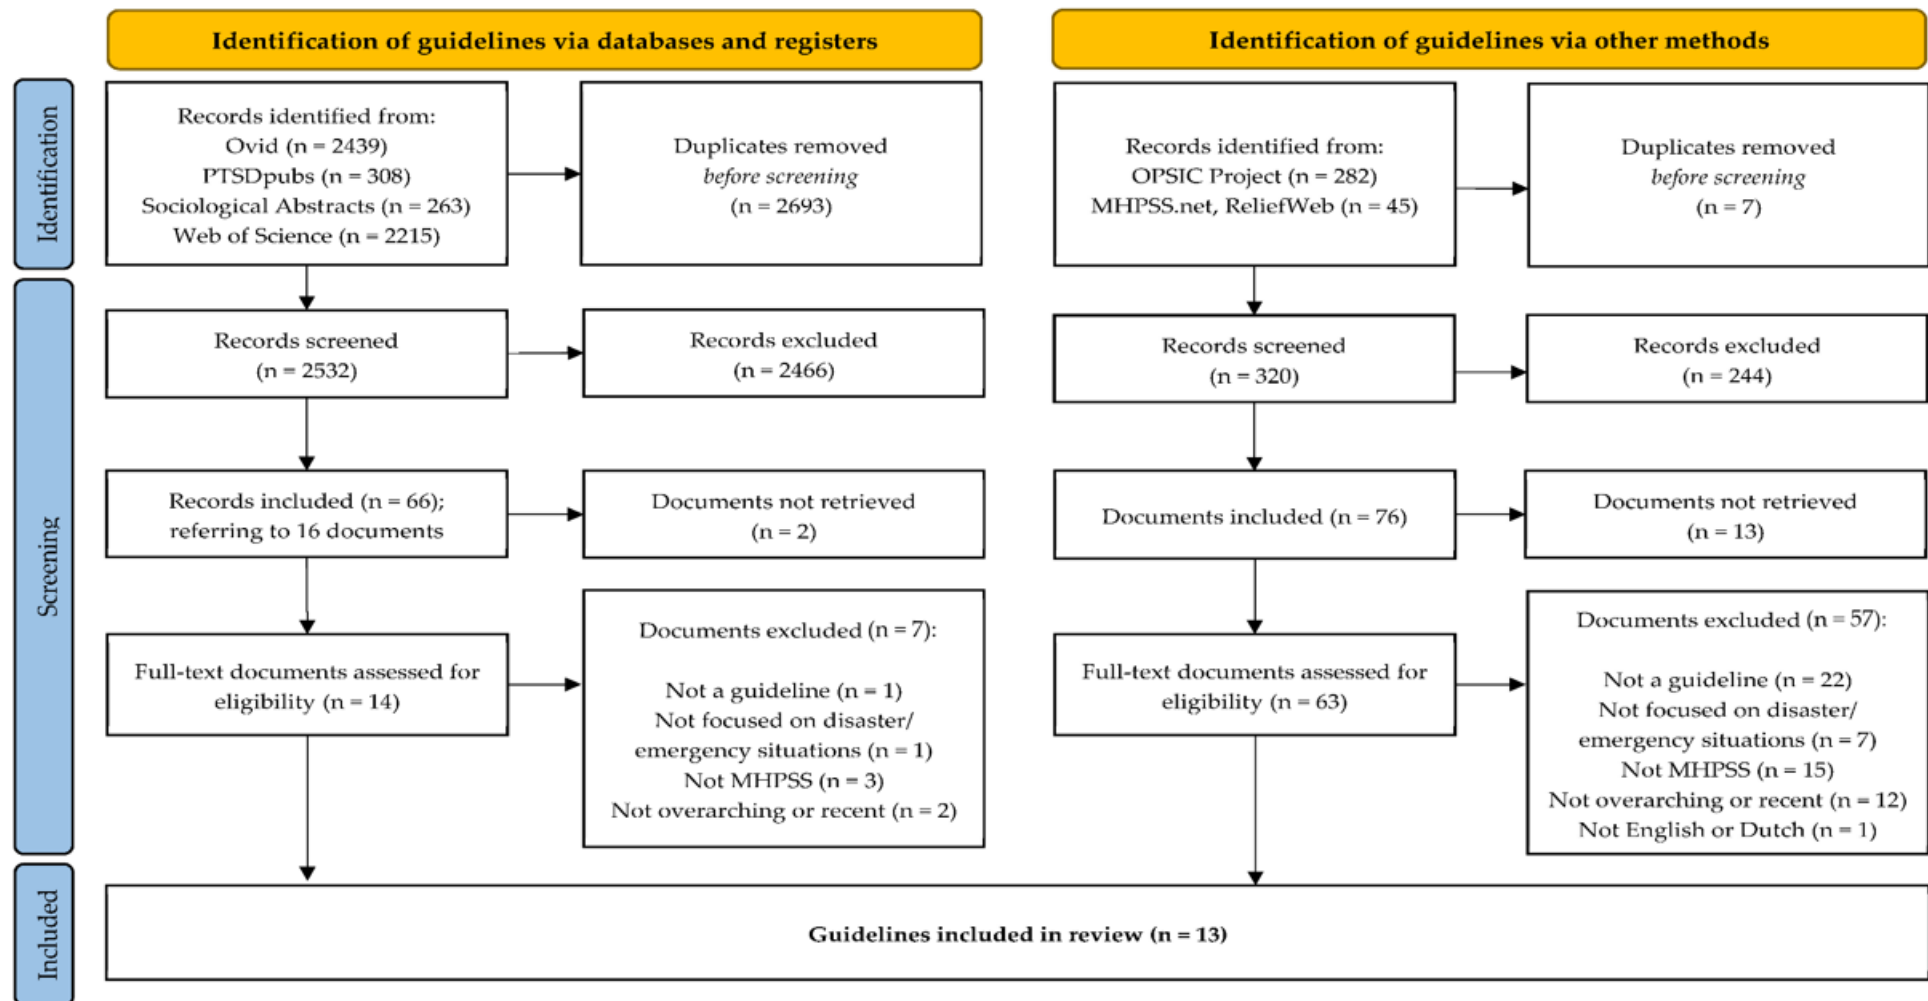 Identification of guidelines via databases and registers
Identification of guidelines via other methods
Identification
Records identified from:
Ovid (n = 2439)
PTSDpubs (n = 308)
Sociological Abstracts (n = 263)
Web of Science (n = 2215)
Duplicates removed
before screening
(n = 2693)
Records identified from:
OPSIC Project (n = 282)
MHPSS.net, ReliefWeb (n = 45)
Duplicates removed
before screening
(n = 7)
Screening
Records screened
(n = 2532)
Records excluded
(n = 2466)
Records screened
(n = 320)
Records excluded
(n = 244)
Records included (n = 66);
referring to 16 documents
Documents not retrieved
(n = 2)
Documents included (n = 76)
Documents not retrieved
(n = 13)
Full-text documents assessed for
eligibility (n = 14)
Documents excluded (n = 7):
Not a guideline (n = 1)
Not focused on disaster/
emergency situations (n = 1)
Not MHPSS (n = 3)
Not overarching or recent (n = 2)
Full-text documents assessed for
eligibility (n = 63)
Documents excluded (n = 57):
Not a guideline (n = 22)
Not focused on disaster/
emergency situations (n = 7)
Not MHPSS (n = 15)
Not overarching or recent (n = 12)
Not English or Dutch (n = 1)
Included
Guidelines included in review (n = 13)